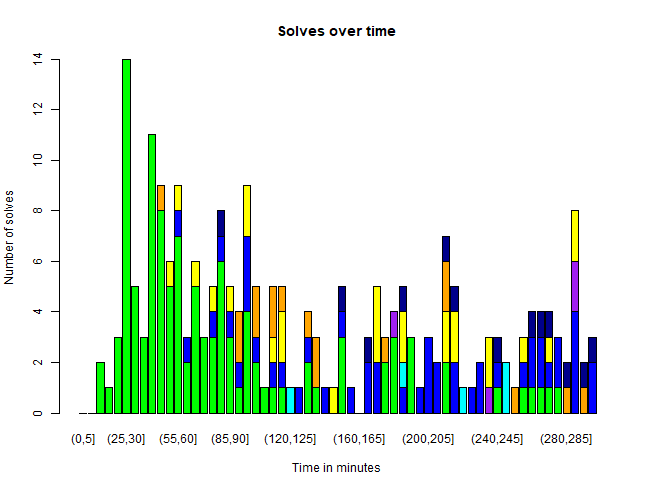 Solves over time
Number of solves
14
12
10
8
6
4
2
0
(0,5] (25,30] (55,60] (85,90] (120,125] (160,165] (200,205] (240,245] (280,285]
Time in minutes